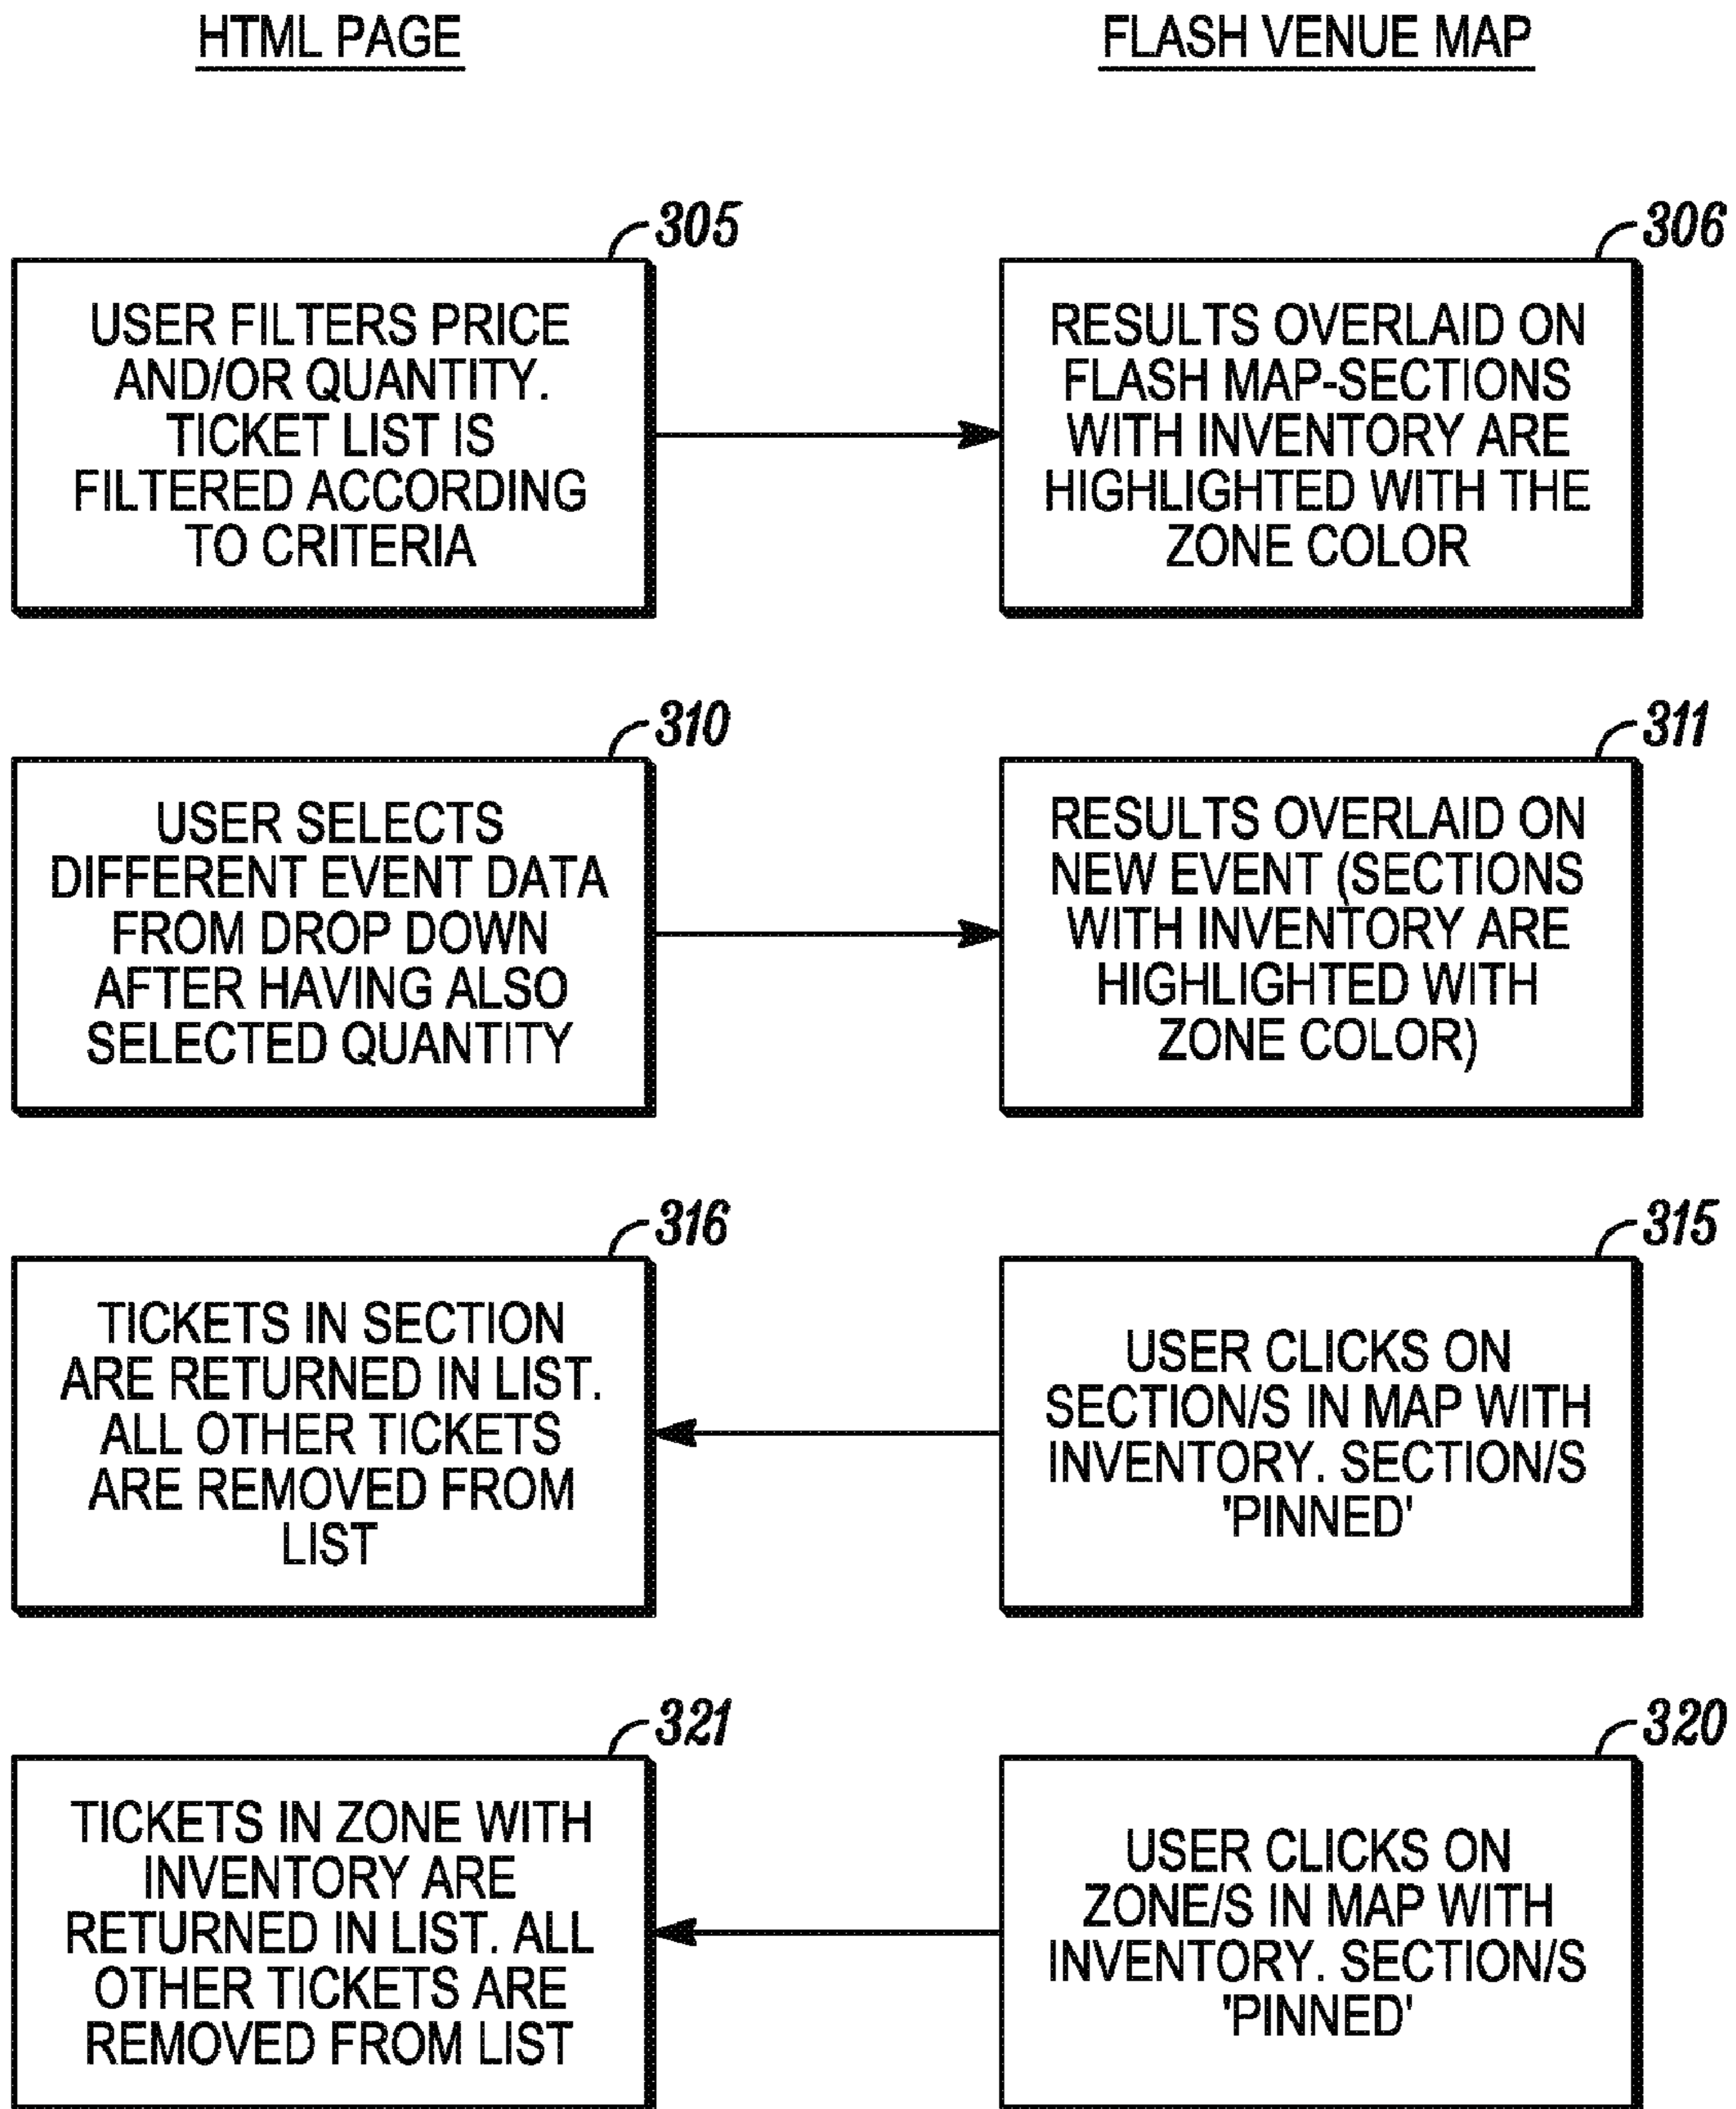 HTML PAGE
FLASH VENUE MAP
305
USER FILTERS PRICE
AND/OR QUANTITY.
TICKET LIST IS
FILTERED ACCORDING
TO CRITERIA
306
RESULTS OVERLAID ON
FLASH MAP-SECTIONS
WITH INVENTORY ARE
HIGHLIGHTED WITH THE
ZONE COLOR
310
USER SELECTS
DIFFERENT EVENT DATA
FROM DROP DOWN
AFTER HAVING ALSO
SELECTED QUANTITY
311
RESULTS OVERLAID ON
NEW EVENT (SECTIONS
WITH INVENTORY ARE
HIGHLIGHTED WITH
ZONE COLOR)
316
TICKETS IN SECTION
ARE RETURNED IN LIST.
ALL OTHER TICKETS
ARE REMOVED FROM
LIST
315
USER CLICKS ON
SECTION/S IN MAP WITH
INVENTORY. SECTION/S
'PINNED'
321
TICKETS IN ZONE WITH
INVENTORY ARE
RETURNED IN LIST. ALL
OTHER TICKETS ARE
REMOVED FROM LIST
320
USER CLICKS ON
ZONE/S IN MAP WITH
INVENTORY. SECTION/S
'PINNED'